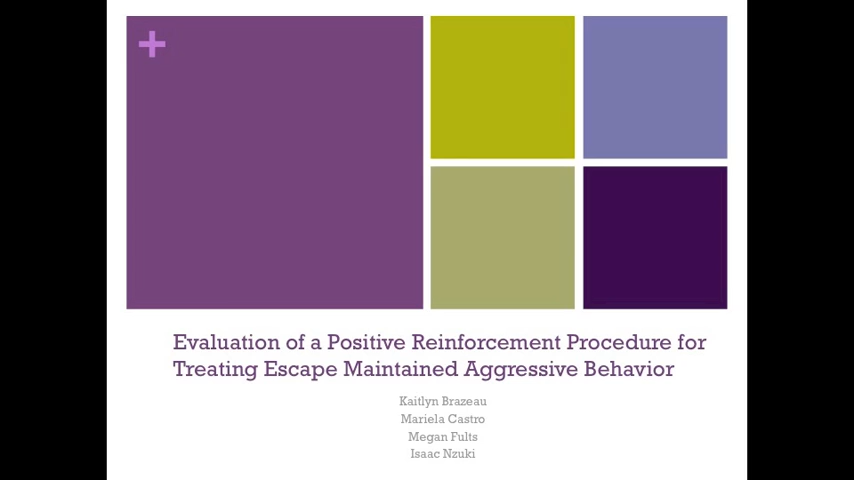 +
Evaluation of a Positive Reinforcement Procedure for
Treating Escape Maintained Aggressive Behavior
Kaitlyn Brazeau
Mariela Castro
Megan Fults
Isaac Nzuki